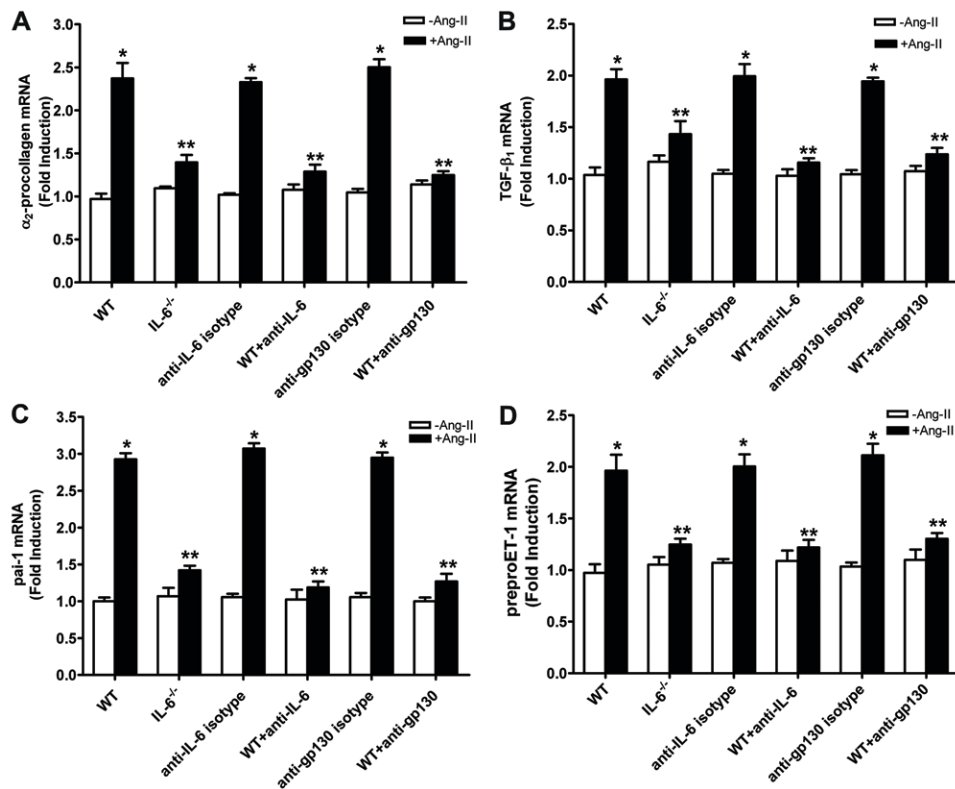 A
α₂-procollagen mRNA
(Fold Induction)
3.0
2.5
2.0
1.5
1.0
0.5
0.0
-Ang-II
+Ang-II
*
**
*
**
*
**
WT
IL-6⁻/⁻
anti-IL-6 isotype
WT+anti-IL-6
anti-gp130 isotype
WT+anti-gp130
B
TGF-β₁ mRNA
(Fold Induction)
2.5
2.0
1.5
1.0
0.5
0.0
-Ang-II
+Ang-II
*
**
*
**
*
**
WT
IL-6⁻/⁻
anti-IL-6 isotype
WT+anti-IL-6
anti-gp130 isotype
WT+anti-gp130
C
pai-1 mRNA
(Fold Induction)
3.5
3.0
2.5
2.0
1.5
1.0
0.5
0.0
-Ang-II
+Ang-II
*
**
*
**
*
**
WT
IL-6⁻/⁻
anti-IL-6 isotype
WT+anti-IL-6
anti-gp130 isotype
WT+anti-gp130
D
preproET-1 mRNA
(Fold Induction)
2.5
2.0
1.5
1.0
0.5
0.0
-Ang-II
+Ang-II
*
**
*
**
*
**
WT
IL-6⁻/⁻
anti-IL-6 isotype
WT+anti-IL-6
anti-gp130 isotype
WT+anti-gp130